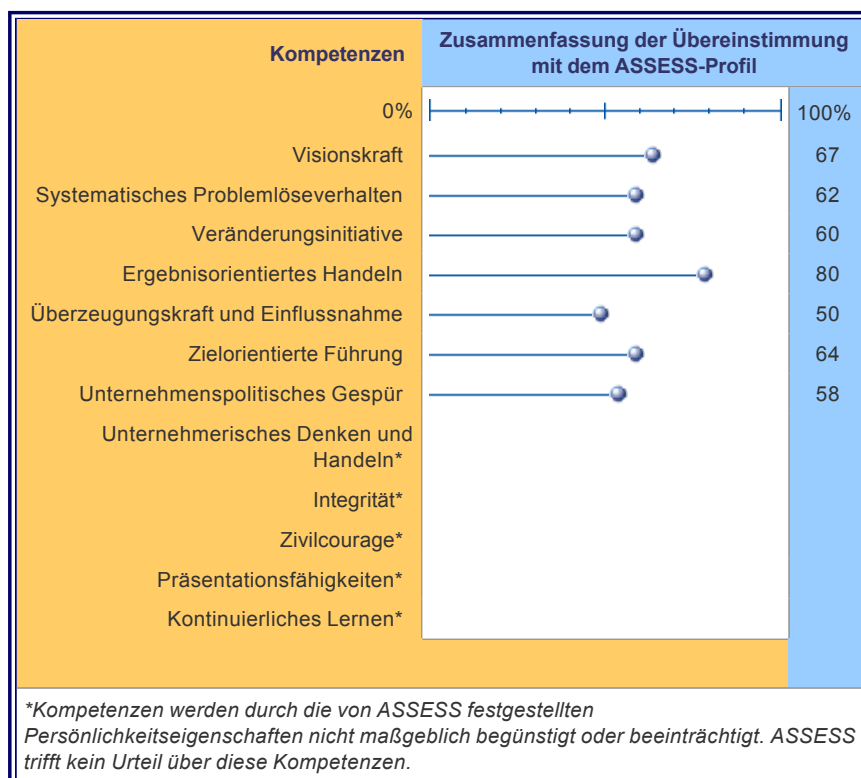 Kompetenzen
Zusammenfassung der Übereinstimmung
mit dem ASSESS-Profil
0% 100%
Visionskraft 67
Systematisches Problemlöseverhalten 62
Veränderungsinitiative 60
Ergebnisorientiertes Handeln 80
Überzeugungskraft und Einflussnahme 50
Zielorientierte Führung 64
Unternehmenspolitisches Gespür 58
Unternehmerisches Denken und
Handeln*
Integrität*
Zivilcourage*
Präsentationsfähigkeiten*
Kontinuierliches Lernen*
*Kompetenzen werden durch die von ASSESS festgestellten
Persönlichkeitseigenschaften nicht maßgeblich begünstigt oder beeinträchtigt. ASSESS
trifft kein Urteil über diese Kompetenzen.